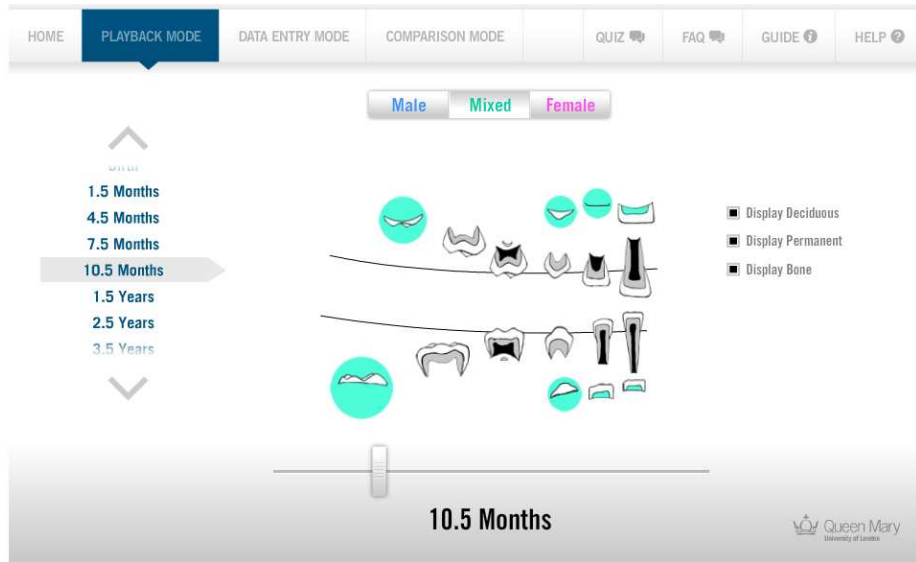 HOME PLAYBACK MODE DATA ENTRY MODE COMPARISON MODE QUIZ FAQ GUIDE HELP
Male Mixed Female
1.5 Months
4.5 Months
7.5 Months
10.5 Months
1.5 Years
2.5 Years
3.5 Years
Display Deciduous
Display Permanent
Display Bone
10.5 Months
Queen Mary
University of London